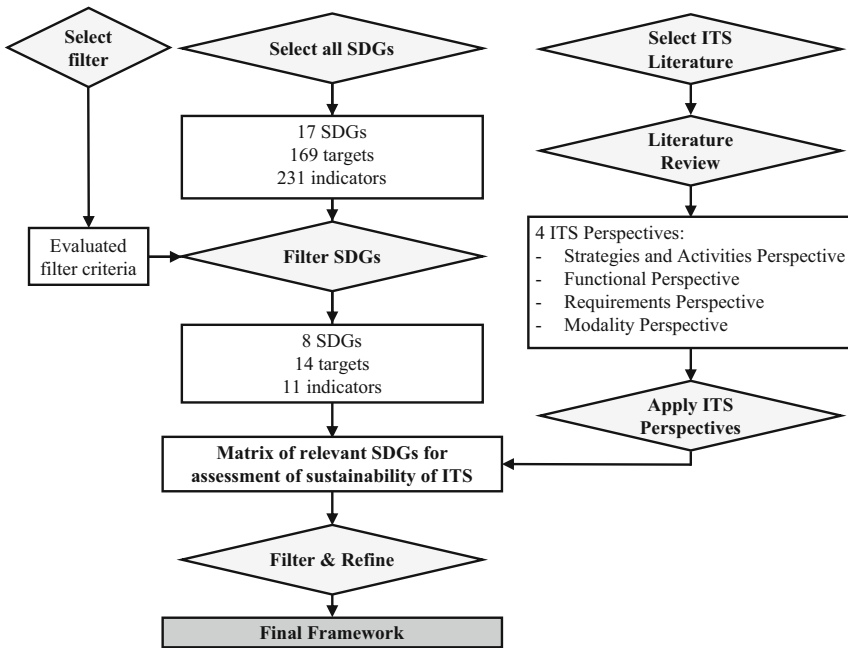 Select
filter
Select all SDGs
Select ITS
Literature
17 SDGs
169 targets
231 indicators
Literature
Review
Evaluated
filter criteria
Filter SDGs
4 ITS Perspectives:
- Strategies and Activities Perspective
- Functional Perspective
- Requirements Perspective
- Modality Perspective
8 SDGs
14 targets
11 indicators
Apply ITS
Perspectives
Matrix of relevant SDGs for
assessment of sustainability of ITS
Filter & Refine
Final Framework